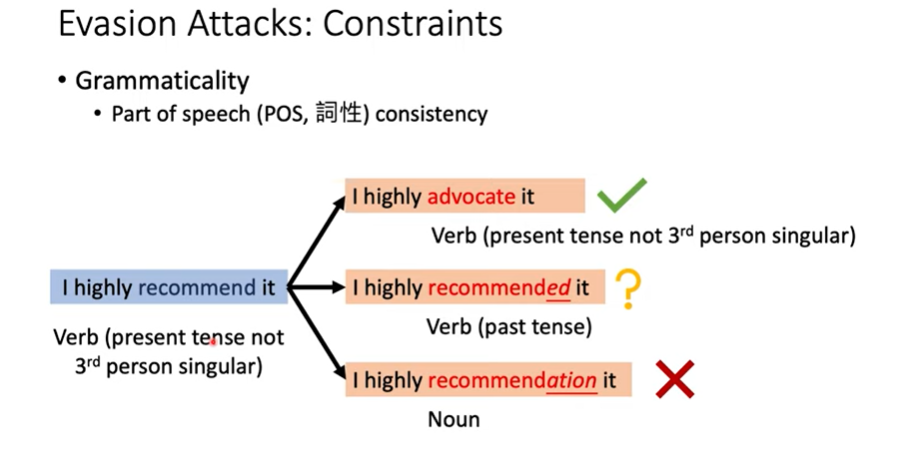 Evasion Attacks: Constraints
• Grammaticality
• Part of speech (POS, 詞性) consistency
I highly advocate it
Verb (present tense not 3rd person singular)
I highly recommend it
Verb (present tense not
3rd person singular)
I highly recommended it
?
Verb (past tense)
I highly recommendation it
Noun